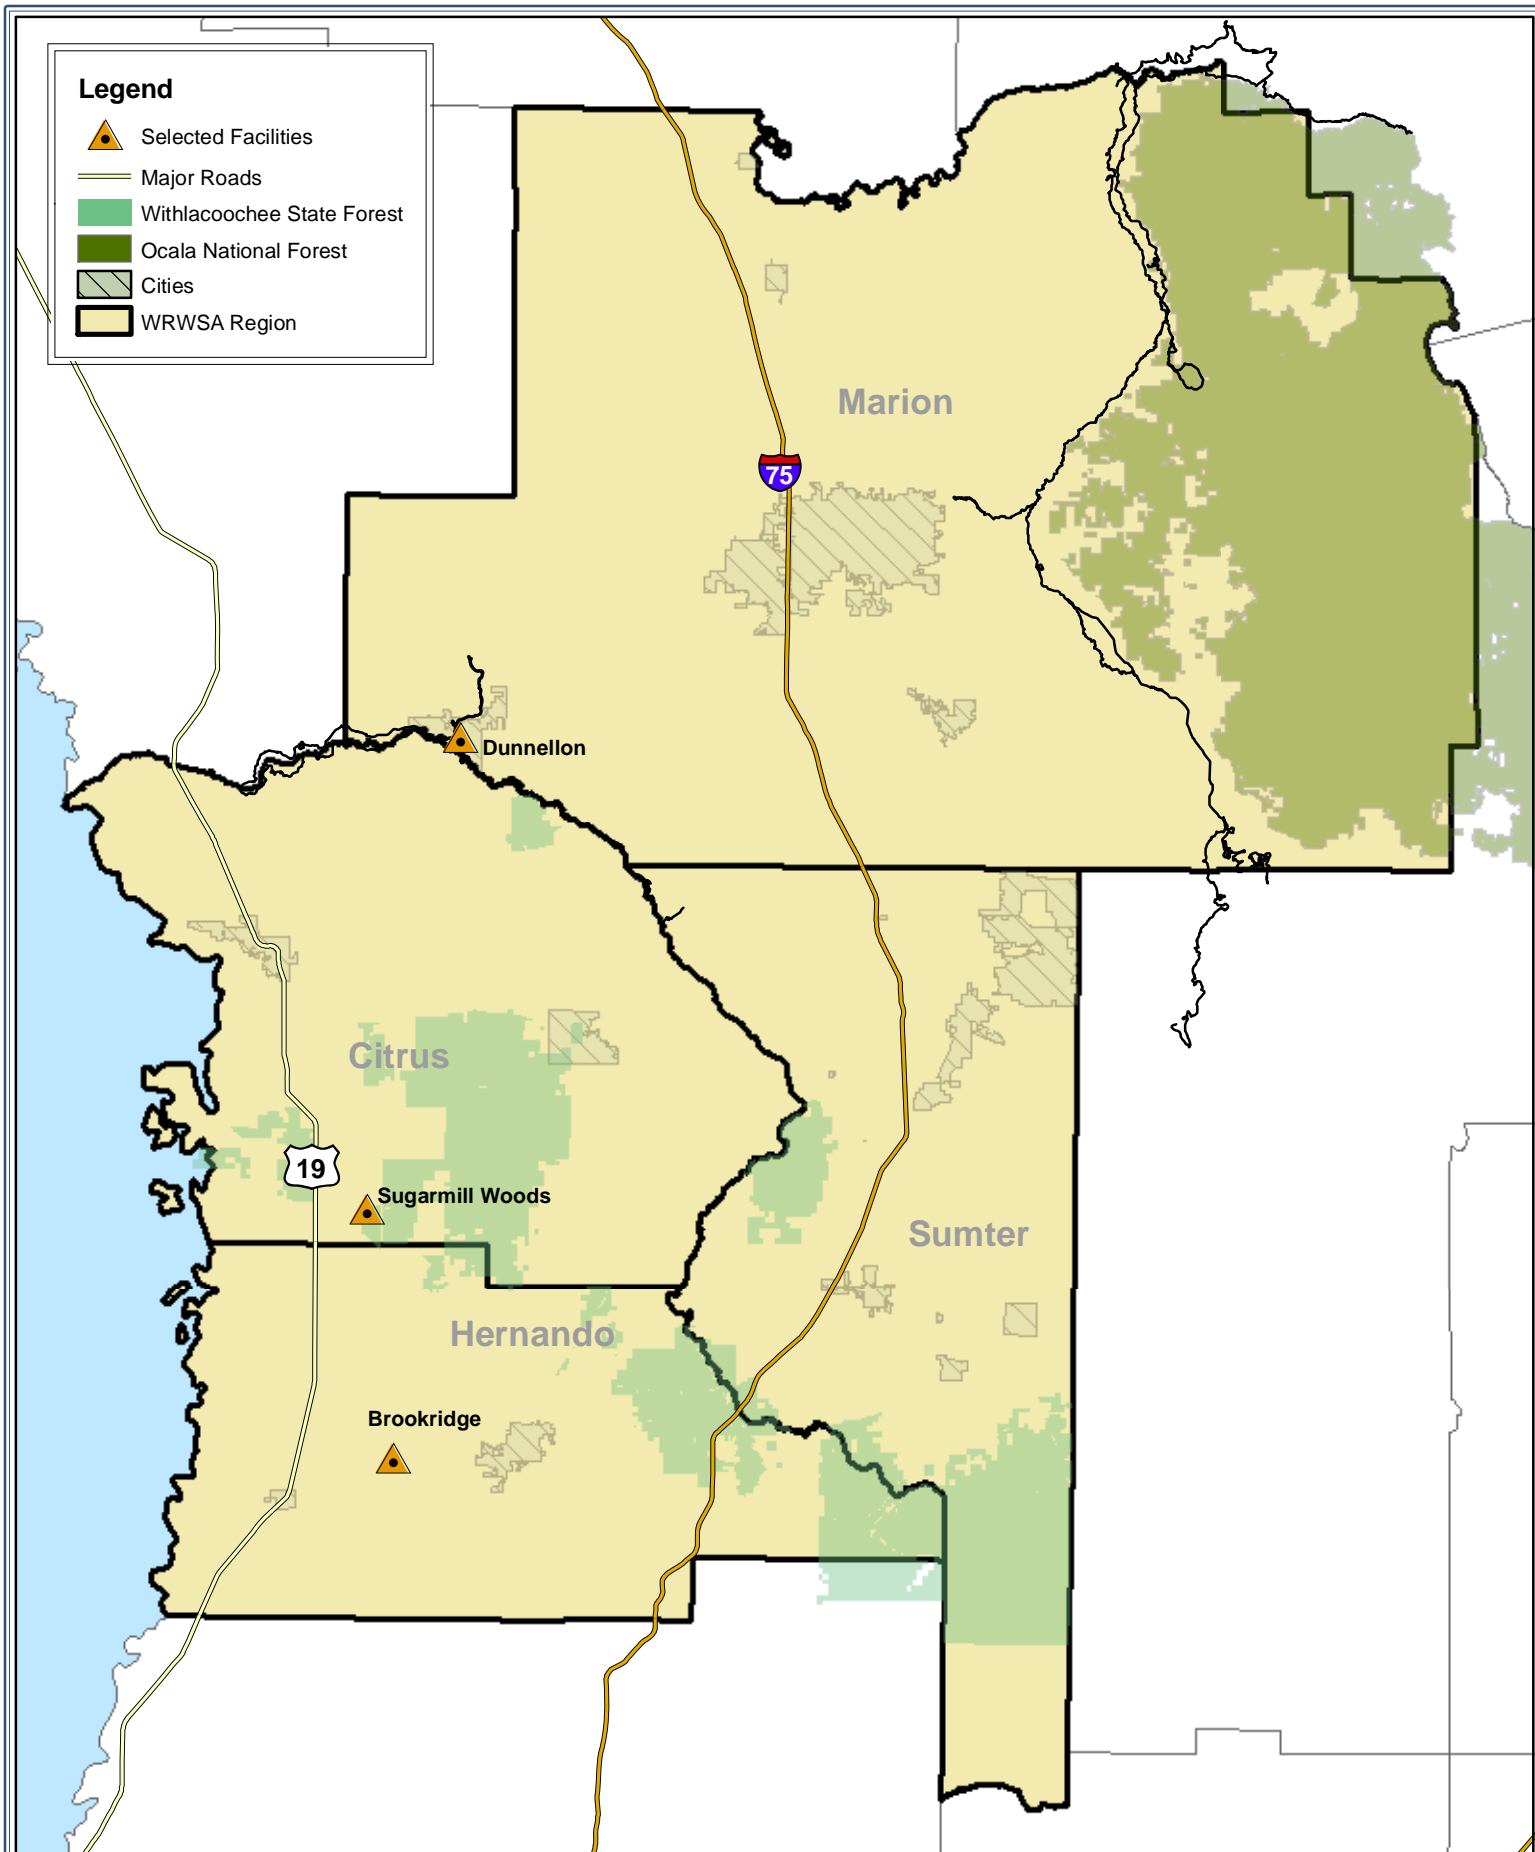 Legend
Selected Facilities
Major Roads
Withlacoochee State Forest
Ocala National Forest
Cities
WRWSA Region
Marion
75
Dunnellon
Citrus
19
Sugarmill Woods
Sumter
Hernando
Brookridge